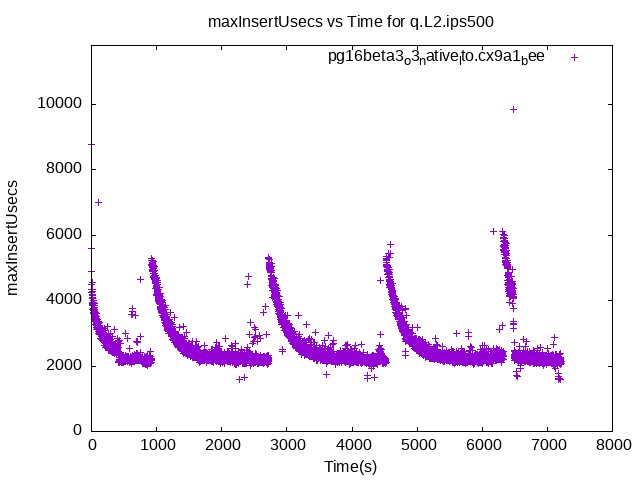 maxInsertUsecs vs Time for q.L2.ips500
pg16beta3o3native lto.cx9a1bee
maxInsertUsecs
10000
8000
6000
4000
2000
0
0 1000 2000 3000 4000 5000 6000 7000 8000
Time(s)